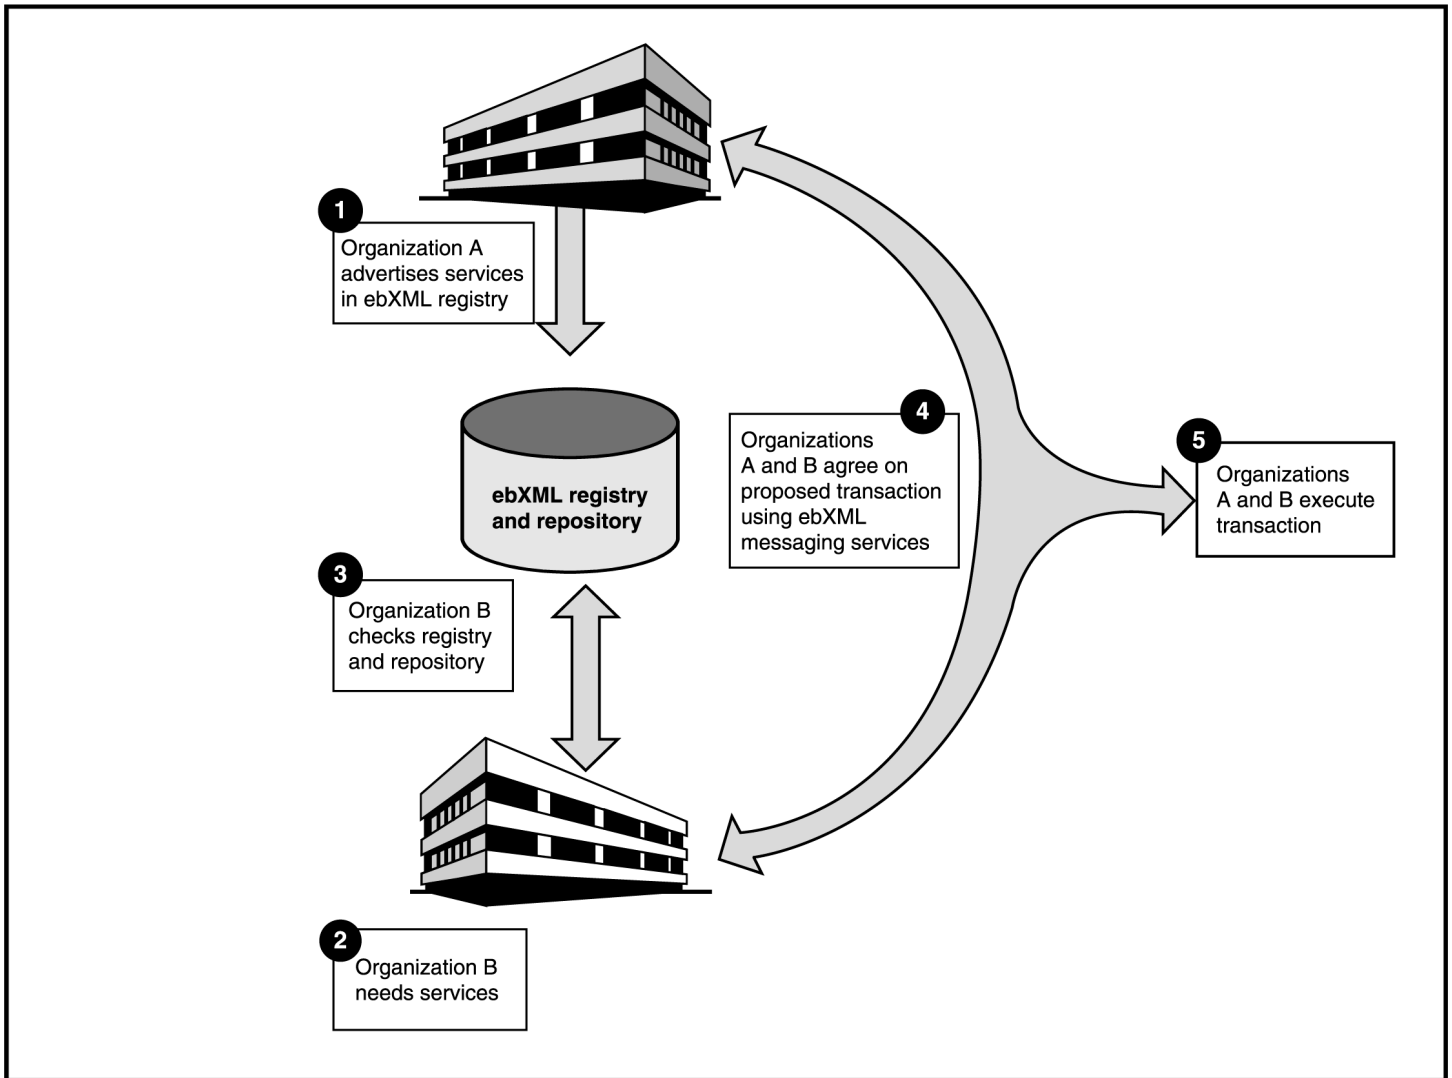 1
Organization A
advertises services
in ebXML registry
ebXML registry
and repository
3
Organization B
checks registry
and repository
2
Organization B
needs services
4
Organizations
A and B agree on
proposed transaction
using ebXML
messaging services
5
Organizations
A and B execute
transaction